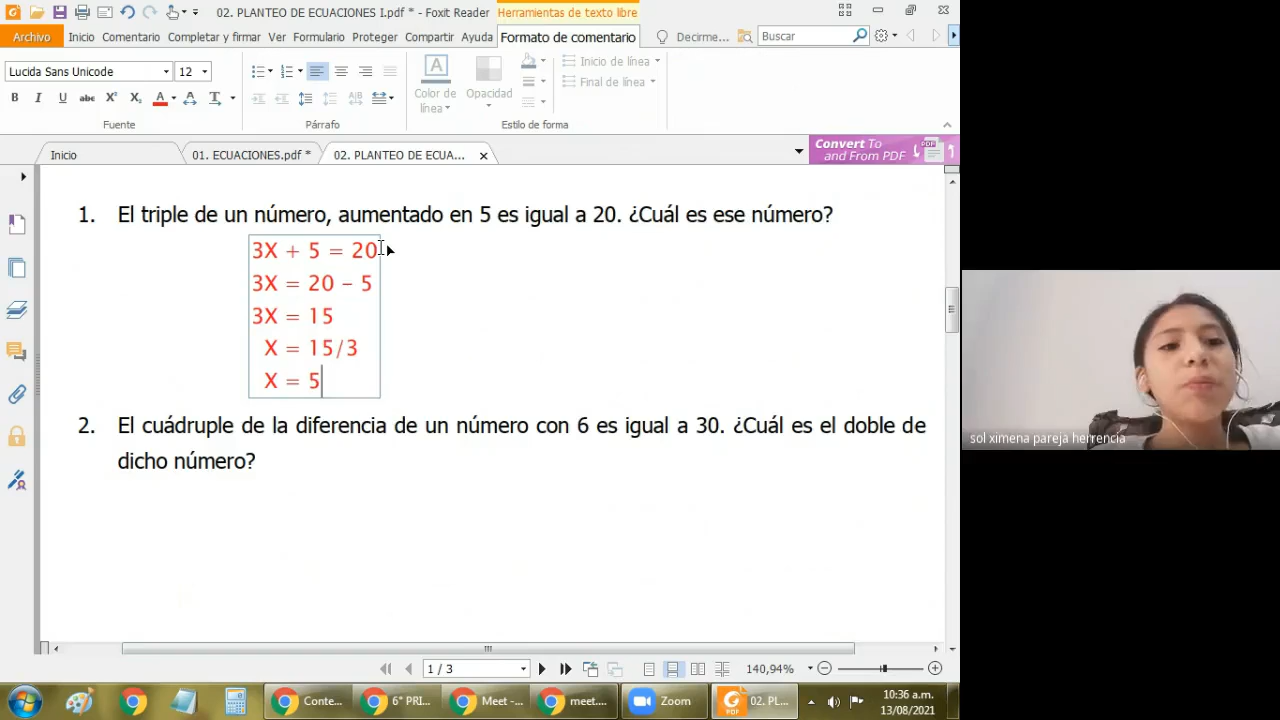 02. PLANTEO DE ECUACIONES I.pdf * - Foxit Reader
Herramientas de texto libre
Archivo Inicio Comentario Completar y firmar Ver Formulario Proteger Compartir Ayuda Formato de comentario Decirme... Buscar
Lucida Sans Unicode 12
Color de línea
Opacidad
Inicio de línea
Final de línea
Fuente Párrafo Estilo de forma
Inicio 01. ECUACIONES.pdf * 02. PLANTEO DE ECUA...
Convert To
and From PDF
1. El triple de un número, aumentado en 5 es igual a 20. ¿Cuál es ese número?
3X + 5 = 20
3X = 20 – 5
3X = 15
X = 15/3
X = 5
2. El cuádruple de la diferencia de un número con 6 es igual a 30. ¿Cuál es el doble de
dicho número?
sol ximena pareja herrencia
1 / 3
140,94%
Conte... 6° PRI... Meet -... meet.... Zoom 02. PL...
10:36 a.m.
13/08/2021